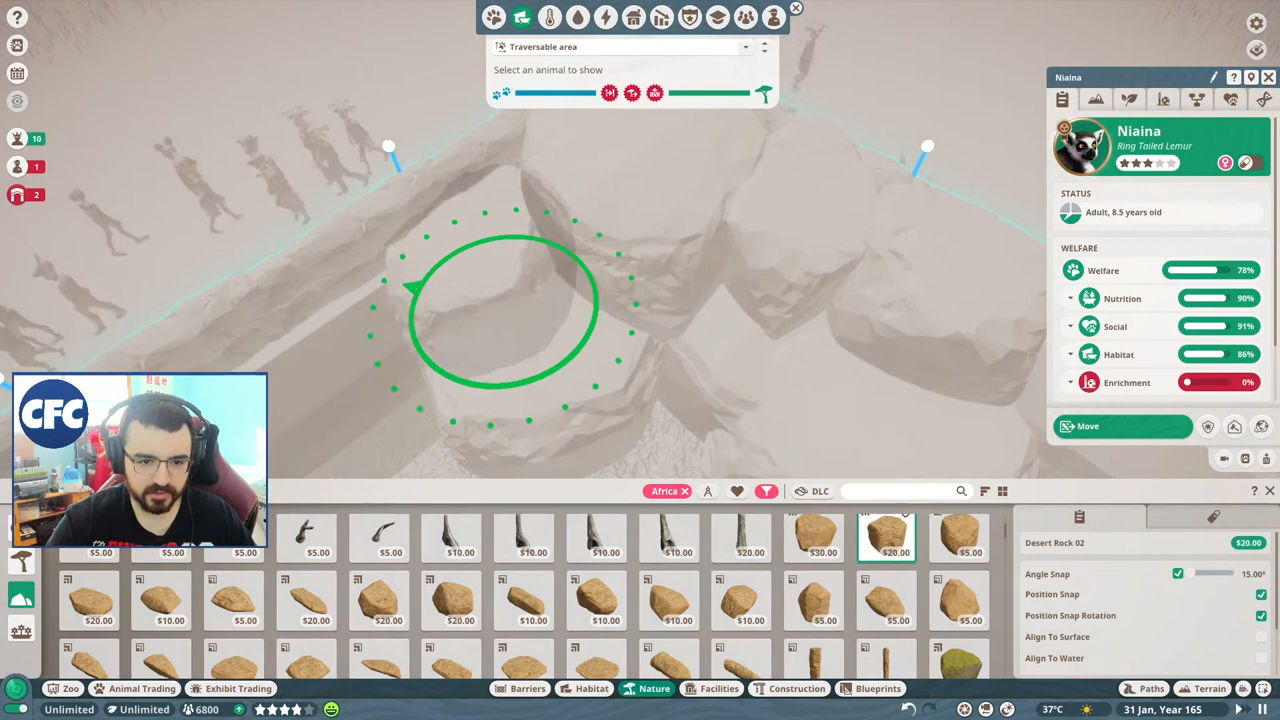 Traversable area
Select an animal to show
10
1
2
Niaina
Niaina
Ring Tailed Lemur
STATUS
Adult, 8.5 years old
WELFARE
Welfare 78%
Nutrition 90%
Social 91%
Habitat 86%
Enrichment 0%
Move
CFC
Africa
DLC
$5.00 $5.00 $5.00 $5.00 $5.00 $10.00 $10.00 $10.00 $10.00 $20.00 $30.00 $20.00 $5.00
$20.00 $10.00 $5.00 $20.00 $20.00 $20.00 $10.00 $10.00 $10.00 $10.00 $5.00 $5.00 $5.00
Desert Rock 02 $20.00
Angle Snap 15.00°
Position Snap
Position Snap Rotation
Align To Surface
Align To Water
Zoo
Animal Trading
Exhibit Trading
Barriers
Habitat
Nature
Facilities
Construction
Blueprints
Paths
Terrain
Unlimited
Unlimited
6800
37°C
31 Jan, Year 165